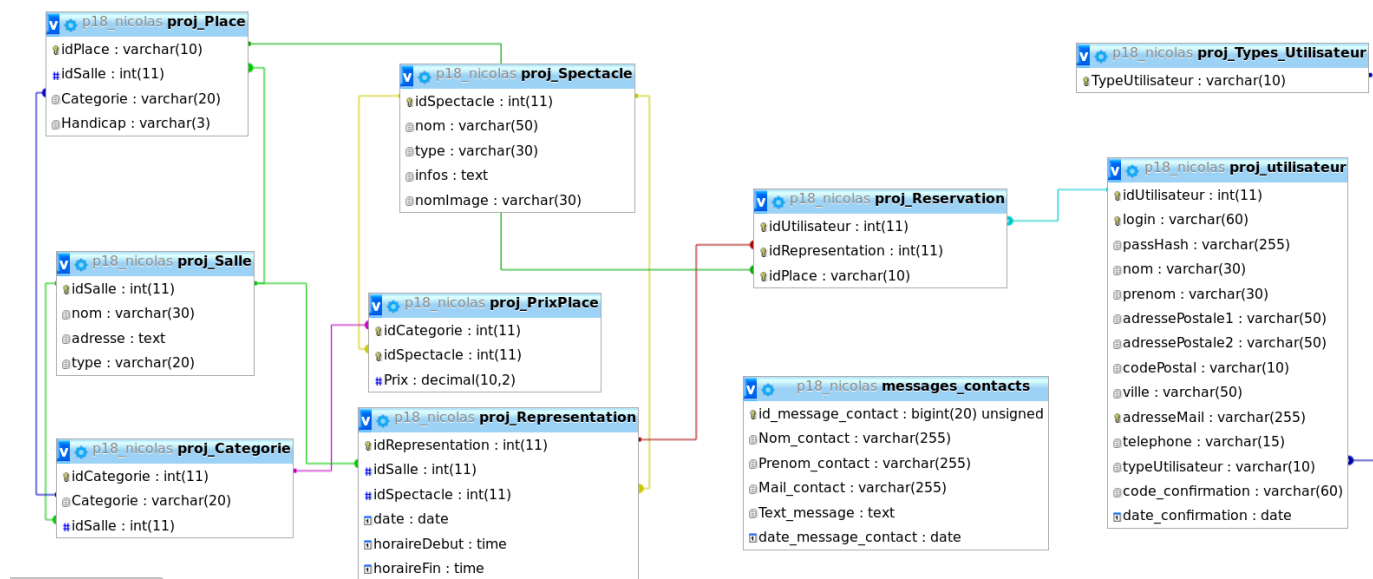 p18_nicolas proj_Place
idPlace : varchar(10)
idSalle : int(11)
Categorie : varchar(20)
Handicap : varchar(3)
p18_nicolas proj_Spectacle
idSpectacle : int(11)
nom : varchar(50)
type : varchar(30)
infos : text
nomImage : varchar(30)
p18_nicolas proj_Types_Utilisateur
TypeUtilisateur : varchar(10)
p18_nicolas proj_Salle
idSalle : int(11)
nom : varchar(30)
adresse : text
type : varchar(20)
p18_nicolas proj_PrixPlace
idCategorie : int(11)
idSpectacle : int(11)
Prix : decimal(10,2)
p18_nicolas proj_Reservation
idUtilisateur : int(11)
idRepresentation : int(11)
idPlace : varchar(10)
p18_nicolas proj_utilisateur
idUtilisateur : int(11)
login : varchar(60)
passHash : varchar(255)
nom : varchar(30)
prenom : varchar(30)
adressePostale1 : varchar(50)
adressePostale2 : varchar(50)
codePostal : varchar(10)
ville : varchar(50)
adresseMail : varchar(255)
telephone : varchar(15)
typeUtilisateur : varchar(10)
code_confirmation : varchar(60)
date_confirmation : date
p18_nicolas proj_Categorie
idCategorie : int(11)
Categorie : varchar(20)
idSalle : int(11)
p18_nicolas proj_Representation
idRepresentation : int(11)
idSalle : int(11)
idSpectacle : int(11)
date : date
horaireDebut : time
horaireFin : time
p18_nicolas messages_contacts
id_message_contact : bigint(20) unsigned
Nom_contact : varchar(255)
Prenom_contact : varchar(255)
Mail_contact : varchar(255)
Text_message : text
date_message_contact : date